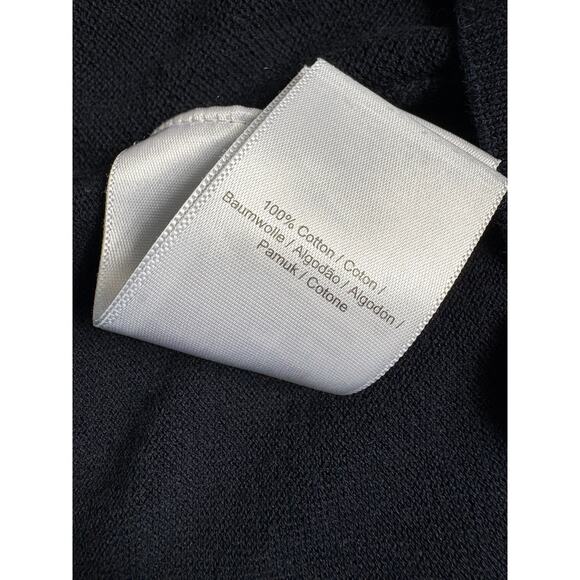 100% Cotton / Coton /
Baumwolle / Algodão / Algodón /
Pamuk / Cotone